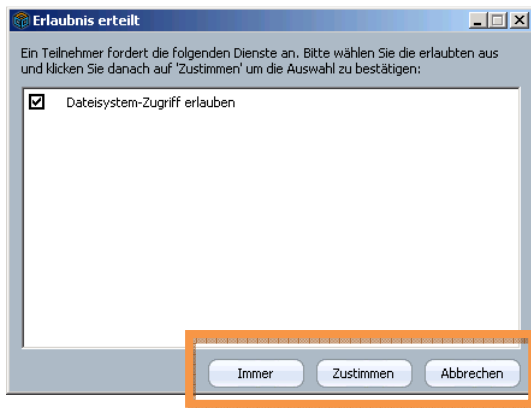 Erlaubnis erteilt
Ein Teilnehmer fordert die folgenden Dienste an. Bitte wählen Sie die erlaubten aus
und klicken Sie danach auf 'Zustimmen' um die Auswahl zu bestätigen:
Dateisystem-Zugriff erlauben
Immer Zustimmen Abbrechen